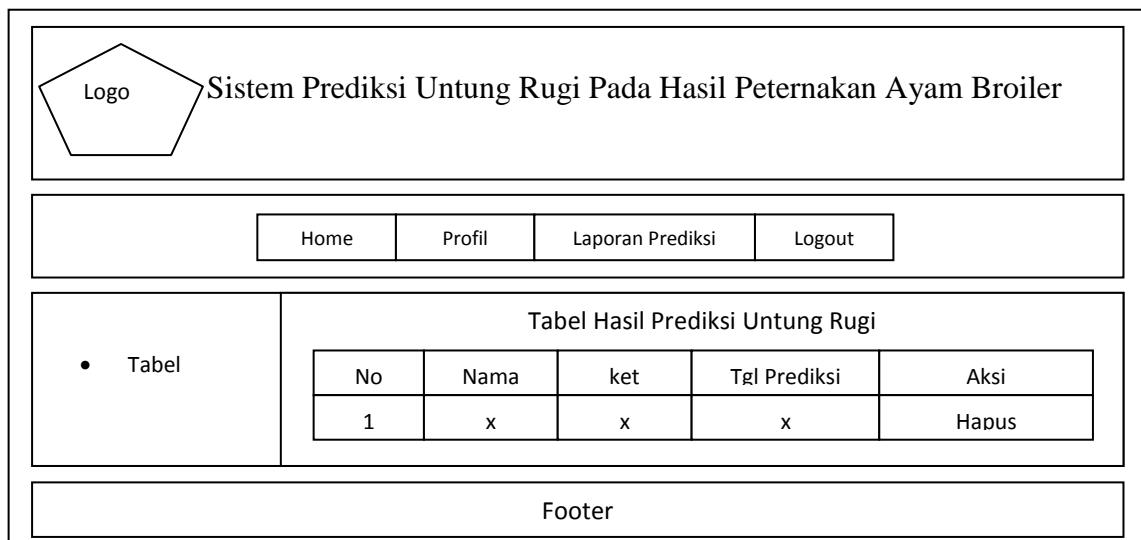 Logo
Sistem Prediksi Untung Rugi Pada Hasil Peternakan Ayam Broiler
Home Profil Laporan Prediksi Logout
Tabel Hasil Prediksi Untung Rugi
• Tabel
No Nama ket Tgl Prediksi Aksi
1 x x x Hapus
Footer